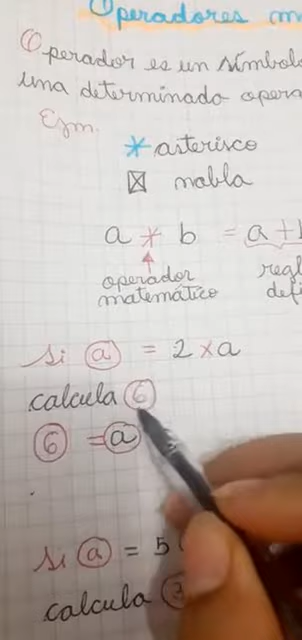 Operadores
Operador es un símbolo
una determinado
Ejm.
* asterisco
nabla
a * b = a +
operador
matemático
Si ⓐ = 2 × a
calcula ⑥
⑥ = ⓐ
Si ⓐ = 5
calcula